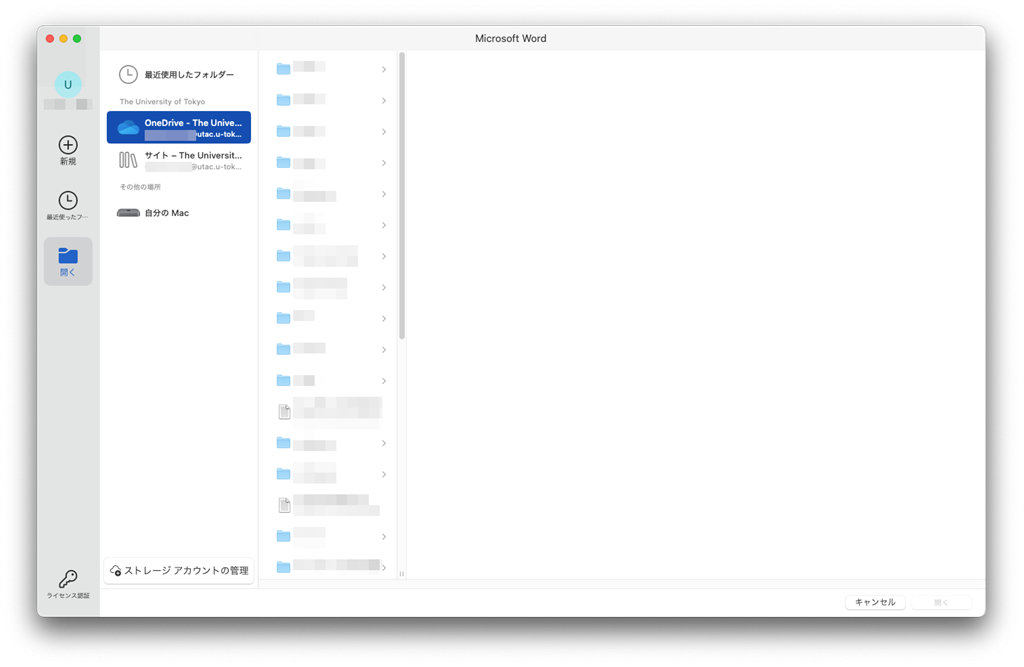 Microsoft Word
U
新規
最近使ったフ…
開く
ライセンス認証
最近使用したフォルダー
The University of Tokyo
OneDrive - The Unive...
@utac.u-tok...
サイト – The Universit...
@utac.u-tok...
その他の場所
自分の Mac
ストレージ アカウントの管理
キャンセル
開く